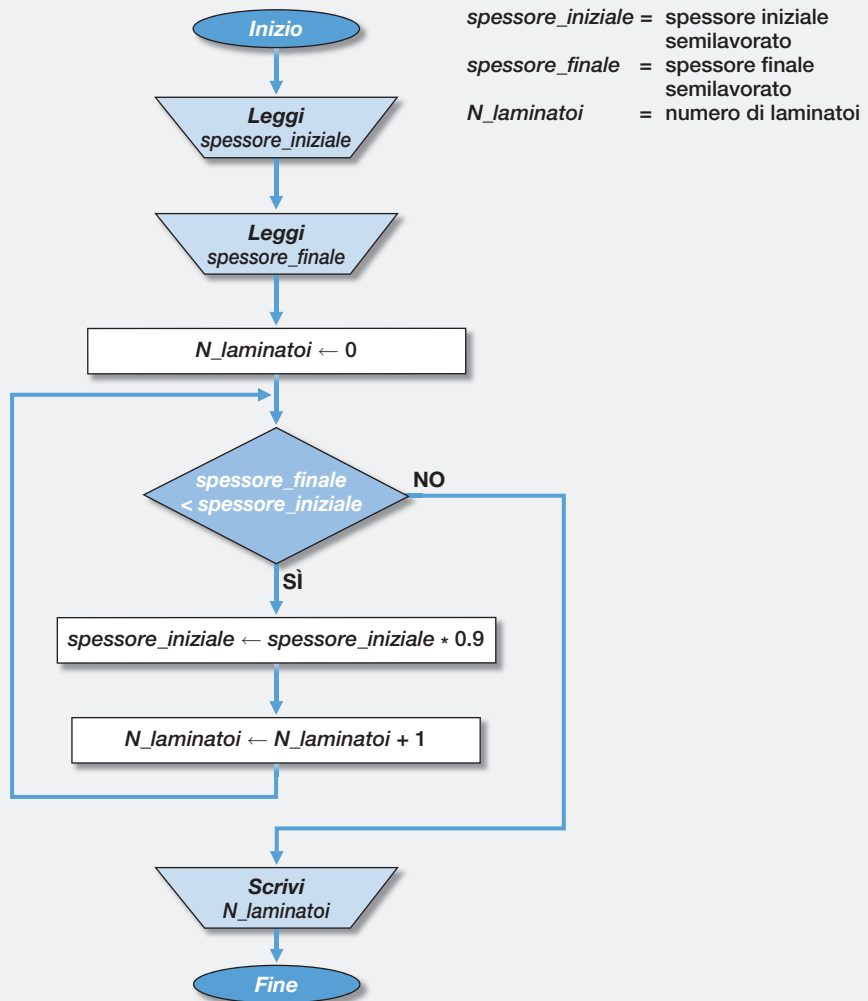 Inizio
spessore_iniziale = spessore iniziale
semilavorato
spessore_finale = spessore finale
semilavorato
N_laminatoi = numero di laminatoi
Leggi
spessore_iniziale
Leggi
spessore_finale
N_laminatoi ← 0
spessore_finale
< spessore_iniziale
NO
SÌ
spessore_iniziale ← spessore_iniziale * 0.9
N_laminatoi ← N_laminatoi + 1
Scrivi
N_laminatoi
Fine